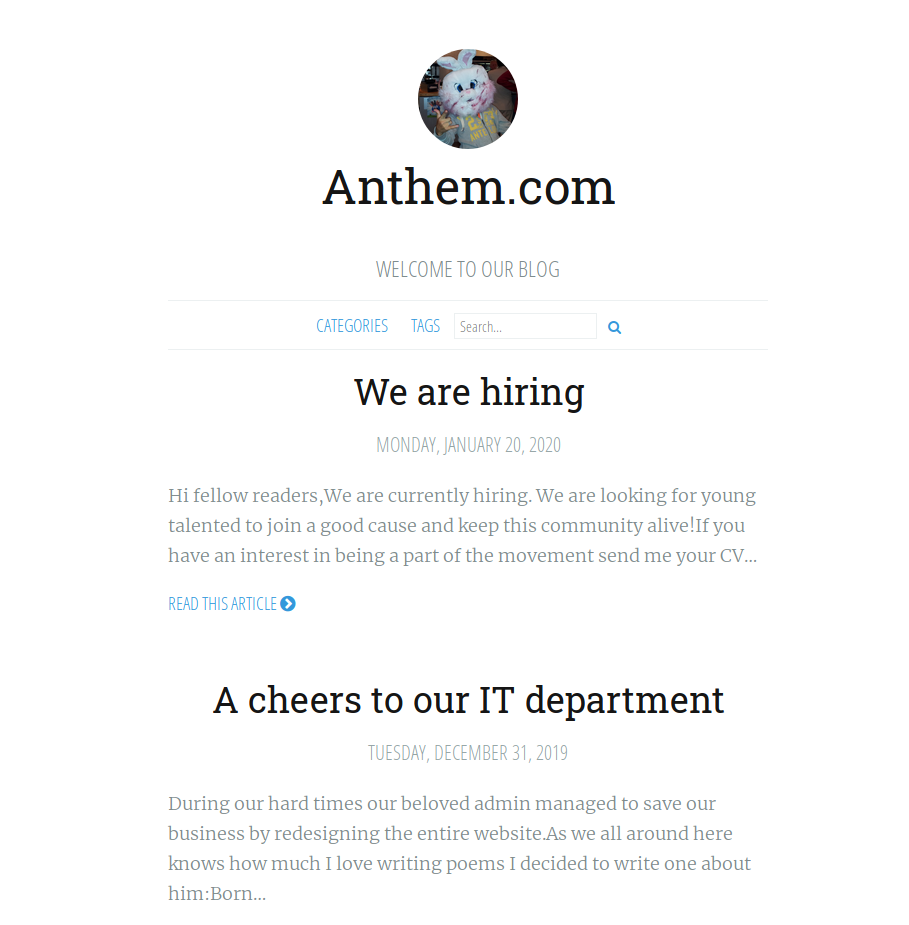 Anthem.com
WELCOME TO OUR BLOG
CATEGORIES TAGS Search...
We are hiring
MONDAY, JANUARY 20, 2020
Hi fellow readers,We are currently hiring. We are looking for young
talented to join a good cause and keep this community alive!If you
have an interest in being a part of the movement send me your CV...
READ THIS ARTICLE
A cheers to our IT department
TUESDAY, DECEMBER 31, 2019
During our hard times our beloved admin managed to save our
business by redesigning the entire website.As we all around here
knows how much I love writing poems I decided to write one about
him:Born...